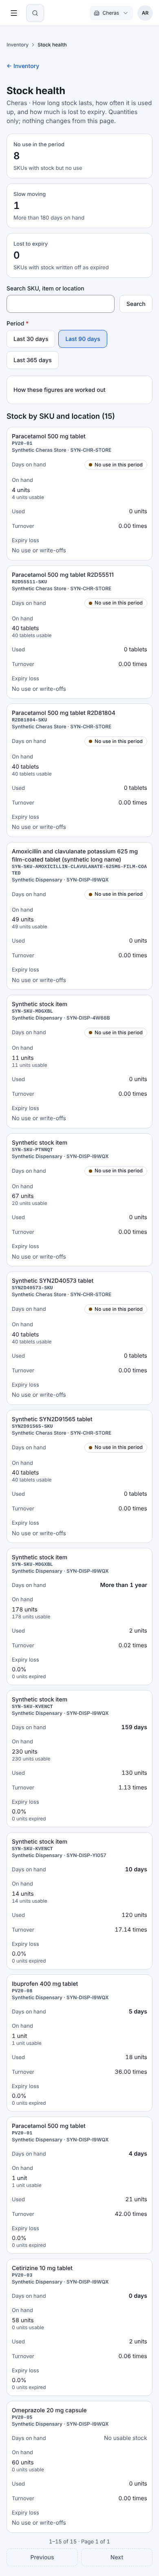 Cheras
AR
Inventory > Stock health
← Inventory
Stock health
Cheras · How long stock lasts, how often it is used
up, and how much is lost to expiry. Quantities
only; nothing changes from this page.
No use in the period
8
SKUs with stock but no use
Slow moving
1
More than 180 days on hand
Lost to expiry
0
SKUs with stock written off as expired
Search SKU, item or location
Search
Period *
Last 30 days
Last 90 days
Last 365 days
How these figures are worked out
Stock by SKU and location (15)
Paracetamol 500 mg tablet
PV20-01
Synthetic Cheras Store · SYN-CHR-STORE
Days on hand No use in this period
On hand
4 units
4 units usable
Used 0 units
Turnover 0.00 times
Expiry loss
No use or write-offs
Paracetamol 500 mg tablet R2D55511
R2D55511-SKU
Synthetic Cheras Store · SYN-CHR-STORE
Days on hand No use in this period
On hand
40 tablets
40 tablets usable
Used 0 tablets
Turnover 0.00 times
Expiry loss
No use or write-offs
Paracetamol 500 mg tablet R2D81804
R2D81804-SKU
Synthetic Cheras Store · SYN-CHR-STORE
Days on hand No use in this period
On hand
40 tablets
40 tablets usable
Used 0 tablets
Turnover 0.00 times
Expiry loss
No use or write-offs
Amoxicillin and clavulanate potassium 625 mg
film-coated tablet (synthetic long name)
SYN-SKU-AMOXICILLIN-CLAVULANATE-625MG-FILM-COA
TED
Synthetic Dispensary · SYN-DISP-I9WQX
Days on hand No use in this period
On hand
49 units
49 units usable
Used 0 units
Turnover 0.00 times
Expiry loss
No use or write-offs
Synthetic stock item
SYN-SKU-MDGXBL
Synthetic Dispensary · SYN-DISP-4W6BB
Days on hand No use in this period
On hand
11 units
11 units usable
Used 0 units
Turnover 0.00 times
Expiry loss
No use or write-offs
Synthetic stock item
SYN-SKU-PTNNQT
Synthetic Dispensary · SYN-DISP-I9WQX
Days on hand No use in this period
On hand
67 units
20 units usable
Used 0 units
Turnover 0.00 times
Expiry loss
No use or write-offs
Synthetic SYN2D40573 tablet
SYN2D40573-SKU
Synthetic Cheras Store · SYN-CHR-STORE
Days on hand No use in this period
On hand
40 tablets
40 tablets usable
Used 0 tablets
Turnover 0.00 times
Expiry loss
No use or write-offs
Synthetic SYN2D91565 tablet
SYN2D91565-SKU
Synthetic Cheras Store · SYN-CHR-STORE
Days on hand No use in this period
On hand
40 tablets
40 tablets usable
Used 0 tablets
Turnover 0.00 times
Expiry loss
No use or write-offs
Synthetic stock item
SYN-SKU-MDGXBL
Synthetic Dispensary · SYN-DISP-I9WQX
Days on hand More than 1 year
On hand
178 units
178 units usable
Used 2 units
Turnover 0.02 times
Expiry loss
0.0%
0 units expired
Synthetic stock item
SYN-SKU-KVENCT
Synthetic Dispensary · SYN-DISP-I9WQX
Days on hand 159 days
On hand
230 units
230 units usable
Used 130 units
Turnover 1.13 times
Expiry loss
0.0%
0 units expired
Synthetic stock item
SYN-SKU-KVENCT
Synthetic Dispensary · SYN-DISP-YI0S7
Days on hand 10 days
On hand
14 units
14 units usable
Used 120 units
Turnover 17.14 times
Expiry loss
0.0%
0 units expired
Ibuprofen 400 mg tablet
PV20-08
Synthetic Dispensary · SYN-DISP-I9WQX
Days on hand 5 days
On hand
1 unit
1 unit usable
Used 18 units
Turnover 36.00 times
Expiry loss
0.0%
0 units expired
Paracetamol 500 mg tablet
PV20-01
Synthetic Dispensary · SYN-DISP-I9WQX
Days on hand 4 days
On hand
1 unit
1 unit usable
Used 21 units
Turnover 42.00 times
Expiry loss
0.0%
0 units expired
Cetirizine 10 mg tablet
PV20-03
Synthetic Dispensary · SYN-DISP-I9WQX
Days on hand 0 days
On hand
58 units
0 units usable
Used 2 units
Turnover 0.06 times
Expiry loss
0.0%
0 units expired
Omeprazole 20 mg capsule
PV20-05
Synthetic Dispensary · SYN-DISP-I9WQX
Days on hand No usable stock
On hand
60 units
0 units usable
Used 0 units
Turnover 0.00 times
Expiry loss
No use or write-offs
1–15 of 15 · Page 1 of 1
Previous
Next